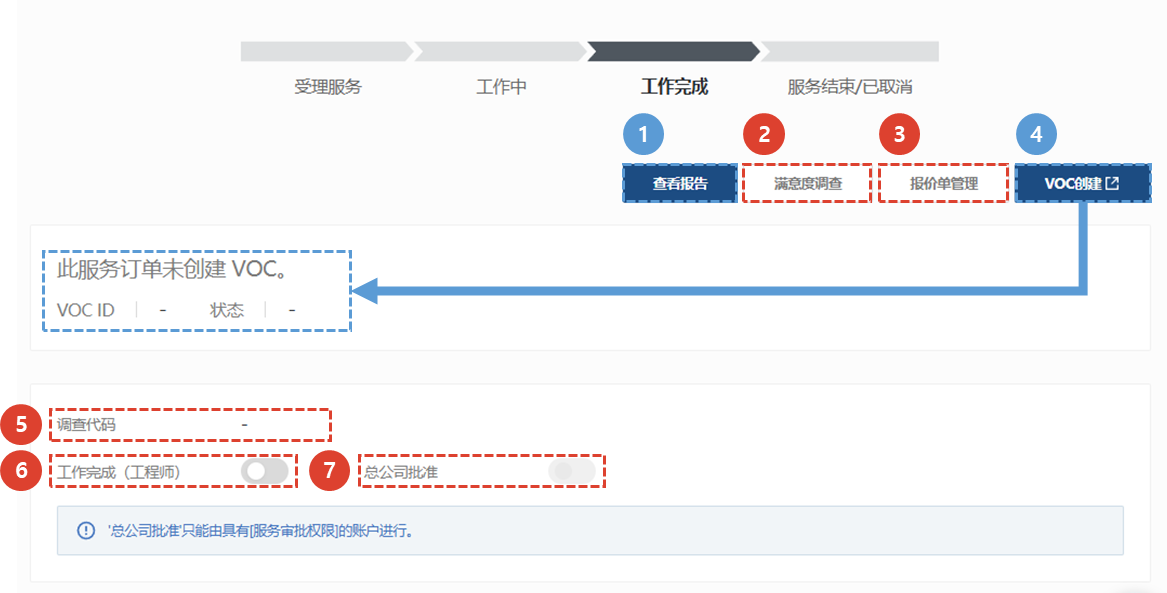 受理服务 工作中 工作完成 服务结束/已取消
1 2 3 4
查看报告 满意度调查 报价单管理 VOC创建
此服务订单未创建 VOC。
VOC ID - 状态 -
5 调查代码 -
6 工作完成（工程师） 7 总公司批准
'总公司批准'只能由具有[服务审批权限]的账户进行。